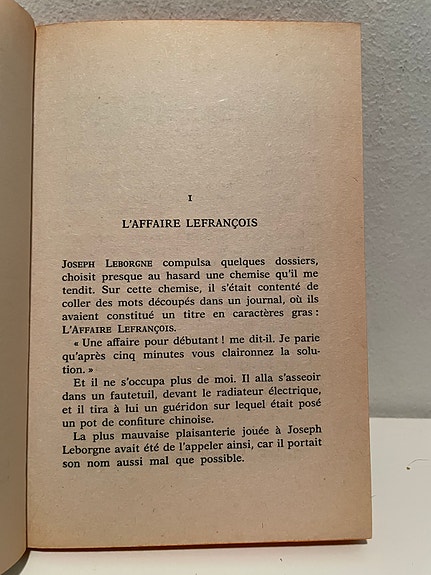 I
L'AFFAIRE LEFRANÇOIS
JOSEPH LEBORGNE compulsa quelques dossiers,
choisit presque au hasard une chemise qu'il me
tendit. Sur cette chemise, il s'était contenté de
coller des mots découpés dans un journal, où ils
avaient constitué un titre en caractères gras :
L'AFFAIRE LEFRANÇOIS.
« Une affaire pour débutant ! me dit-il. Je parie
qu'après cinq minutes vous claironnez la solu-
tion. »
Et il ne s'occupa plus de moi. Il alla s'asseoir
dans un fautetuil, devant le radiateur électrique,
et il tira à lui un guéridon sur lequel était posé
un pot de confiture chinoise.
La plus mauvaise plaisanterie jouée à Joseph
Leborgne avait été de l'appeler ainsi, car il portait
son nom aussi mal que possible.